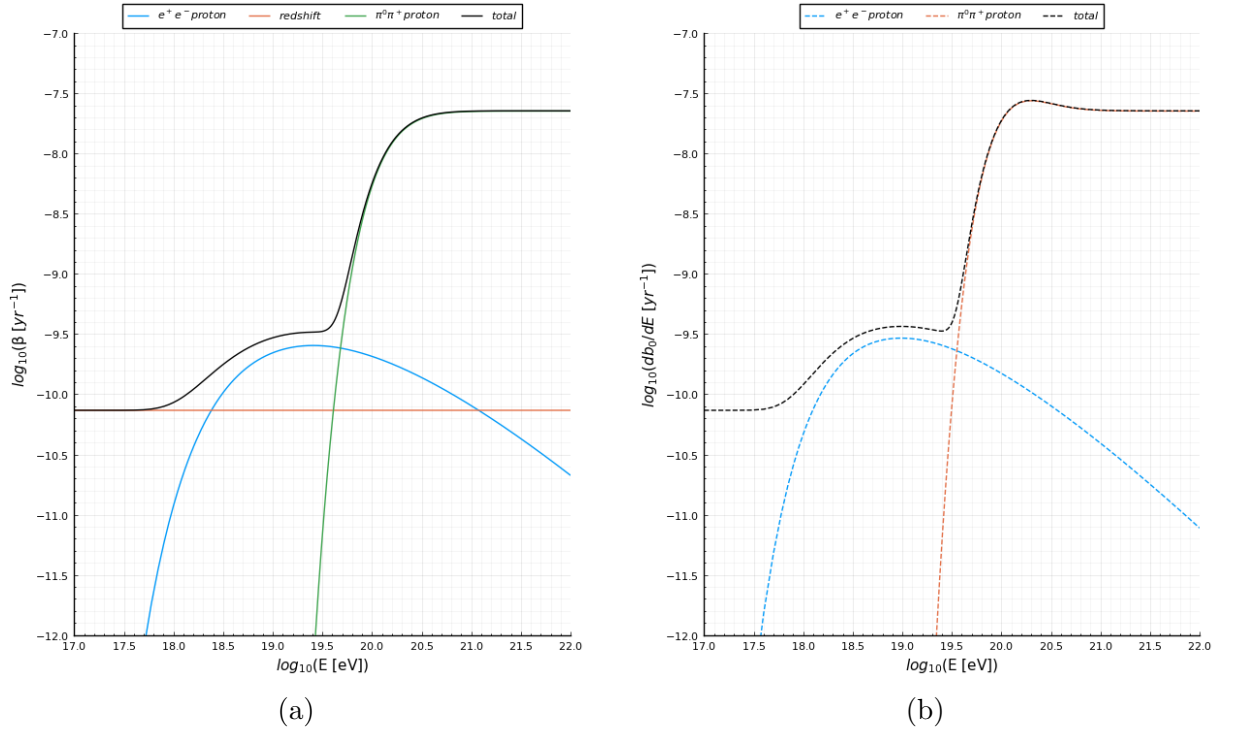 e⁺e⁻proton redshift π⁰π⁺proton total
−7.0
−7.5
−8.0
−8.5
−9.0
−9.5
−10.0
−10.5
−11.0
−11.5
−12.0
log₁₀(β [yr⁻¹])
17.0 17.5 18.0 18.5 19.0 19.5 20.0 20.5 21.0 21.5 22.0
log₁₀(E [eV])
(a)
e⁺e⁻proton π⁰π⁺proton total
−7.0
−7.5
−8.0
−8.5
−9.0
−9.5
−10.0
−10.5
−11.0
−11.5
−12.0
log₁₀(db₀/dE [yr⁻¹])
17.0 17.5 18.0 18.5 19.0 19.5 20.0 20.5 21.0 21.5 22.0
log₁₀(E [eV])
(b)